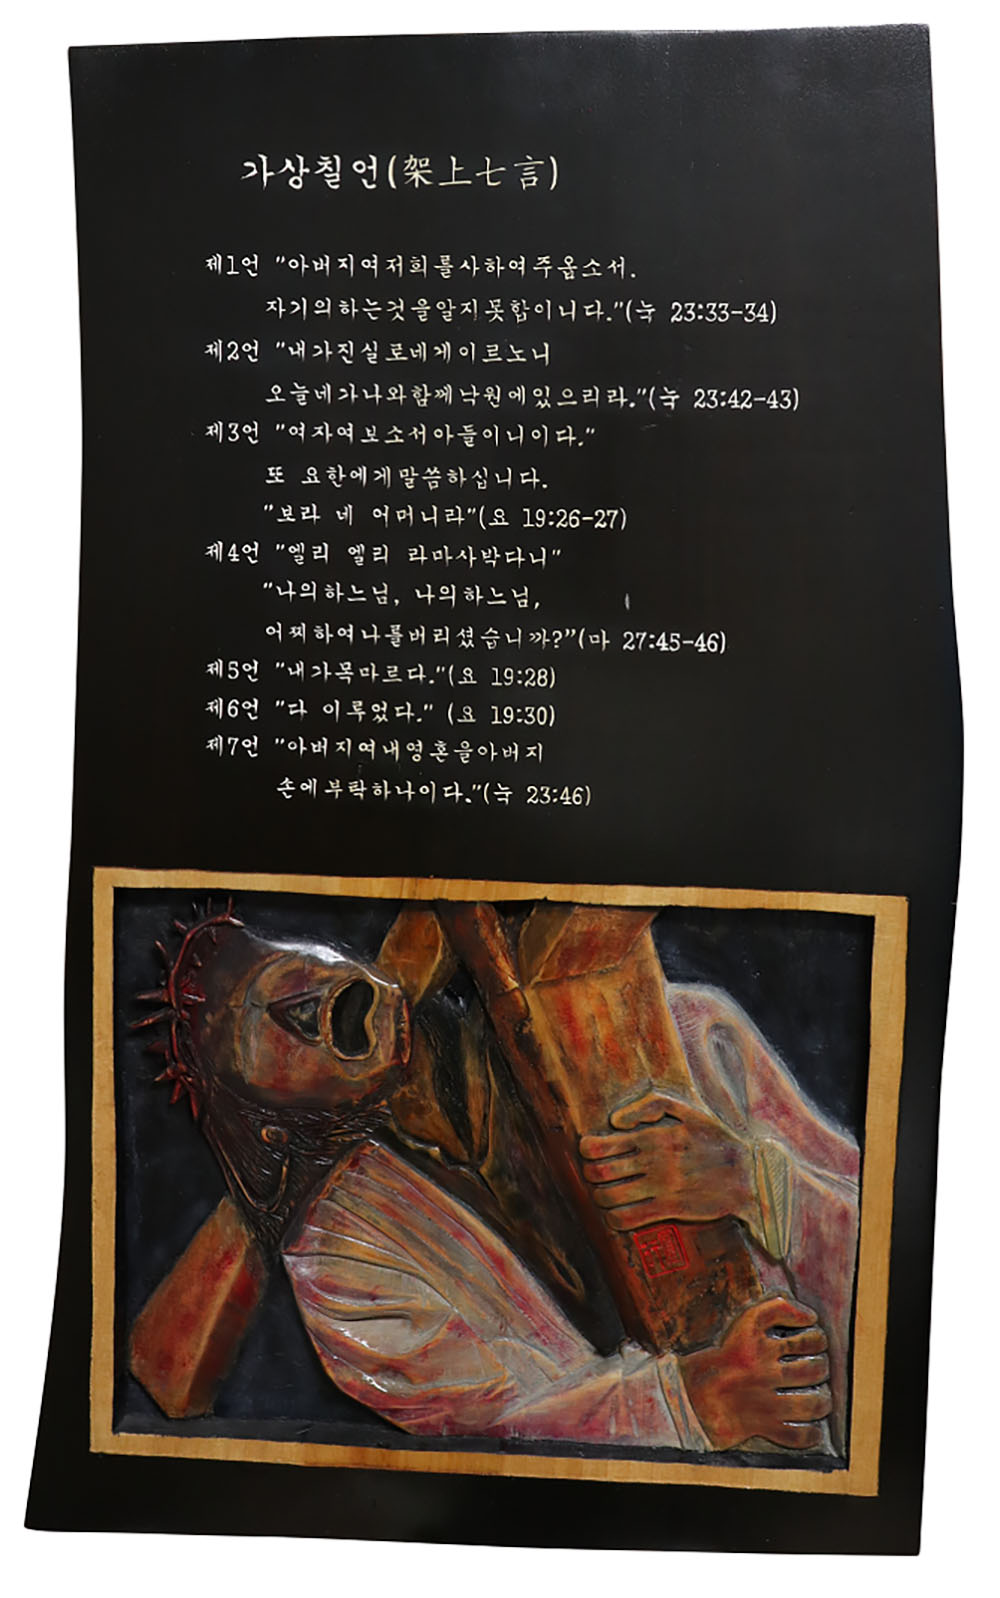 가상칠언(架上七言)
제1언 "아버지여저희를사하여주옵소서.
자기의하는것을알지못합이니다."(눅 23:33-34)
제2언 "내가진실로네게이르노니
오늘네가나와함께낙원에있으리라."(눅 23:42-43)
제3언 "여자여보소서아들이니이다."
또 요한에게말씀하십니다.
"보라 네 어머니라"(요 19:26-27)
제4언 "엘리 엘리 라마사박다니"
"나의하느님, 나의하느님,
어찌하여나를버리셨습니까?"(마 27:45-46)
제5언 "내가목마르다."(요 19:28)
제6언 "다 이루었다." (요 19:30)
제7언 "아버지여내영혼을아버지
손에부탁하나이다."(눅 23:46)